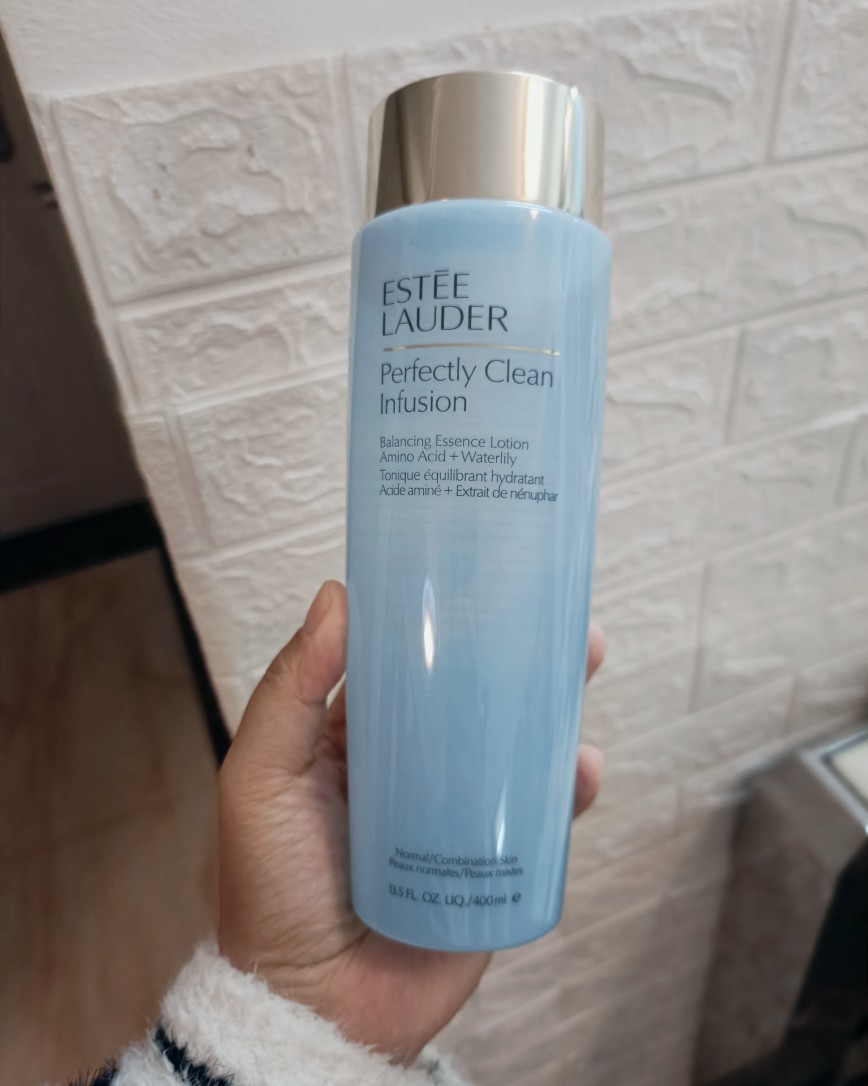 ESTĒE
LAUDER
Perfectly Clean
Infusion
Balancing Essence Lotion
Amino Acid + Waterlily
Tonique équilibrant hydratant
Acide aminé + Extrait de nénuphar
Normal/Combination Skin
Peaux normales/Peaux mixtes
13.5 FL. OZ. LIQ./400ml e